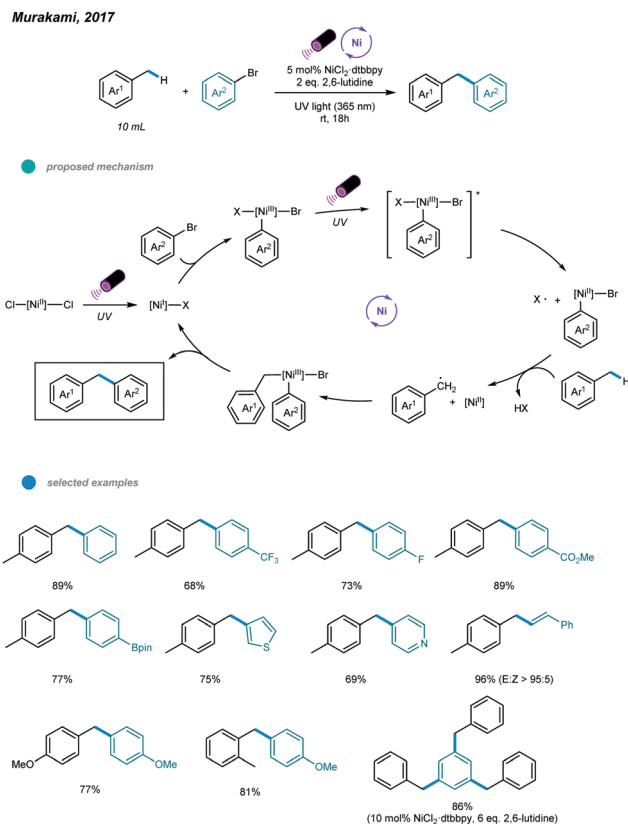 Murakami, 2017
Ar¹
H
10 mL
+
Ar²
Br
Ni
5 mol% NiCl₂·dtbbpy
2 eq. 2,6-lutidine
UV light (365 nm)
rt, 18h
Ar¹
Ar²
proposed mechanism
Cl—[Niᴵᴵ]—Cl
UV
[Niᴵ]—X
Br
Ar²
X—[Niᴵᴵᴵ]—Br
Ar²
UV
X—[Niᴵᴵᴵ]—Br
Ar²
*
Ni
X· + [Niᴵᴵ]—Br
Ar²
H
Ar¹
HX
Ar¹
ĊH₂
+ [Niᴵᴵ]
[Niᴵᴵᴵ]—Br
Ar¹
Ar²
Ar¹
Ar²
selected examples
89%
CF₃
68%
F
73%
CO₂Me
89%
Bpin
77%
S
75%
N
69%
Ph
96% (E:Z > 95:5)
MeO
OMe
77%
OMe
81%
86%
(10 mol% NiCl₂·dtbbpy, 6 eq. 2,6-lutidine)